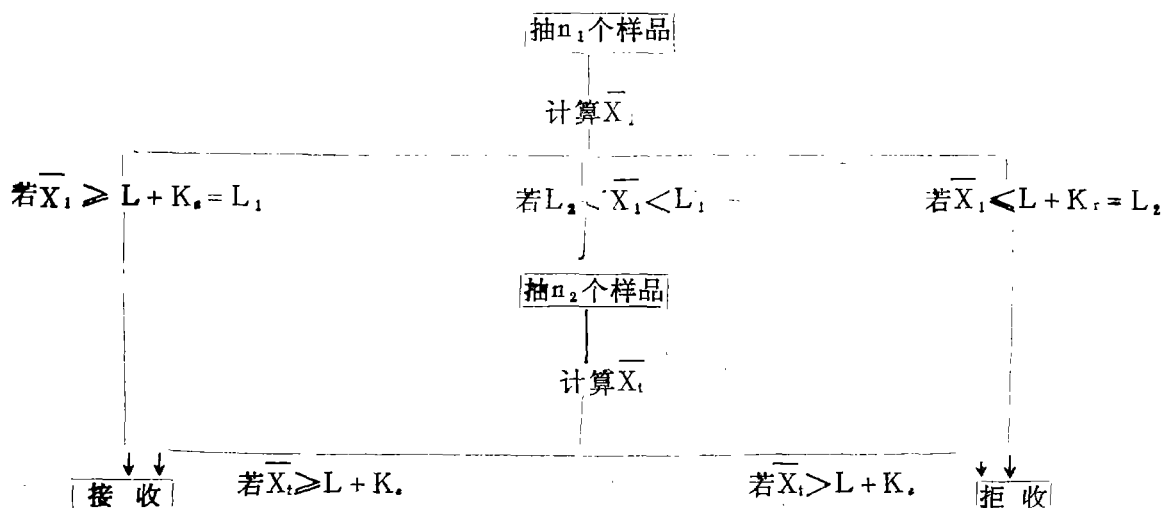 抽n₁个样品
计算X̄₁
若X̄₁ ≥ L + Kₐ = L₁
若L₂ < X̄₁ < L₁
若X̄₁ ≤ L + Kᵣ = L₂
抽n₂个样品
计算X̄ₜ
若X̄ₜ ≥ L + Kₐ
若X̄ₜ > L + Kₐ
接 收
拒 收